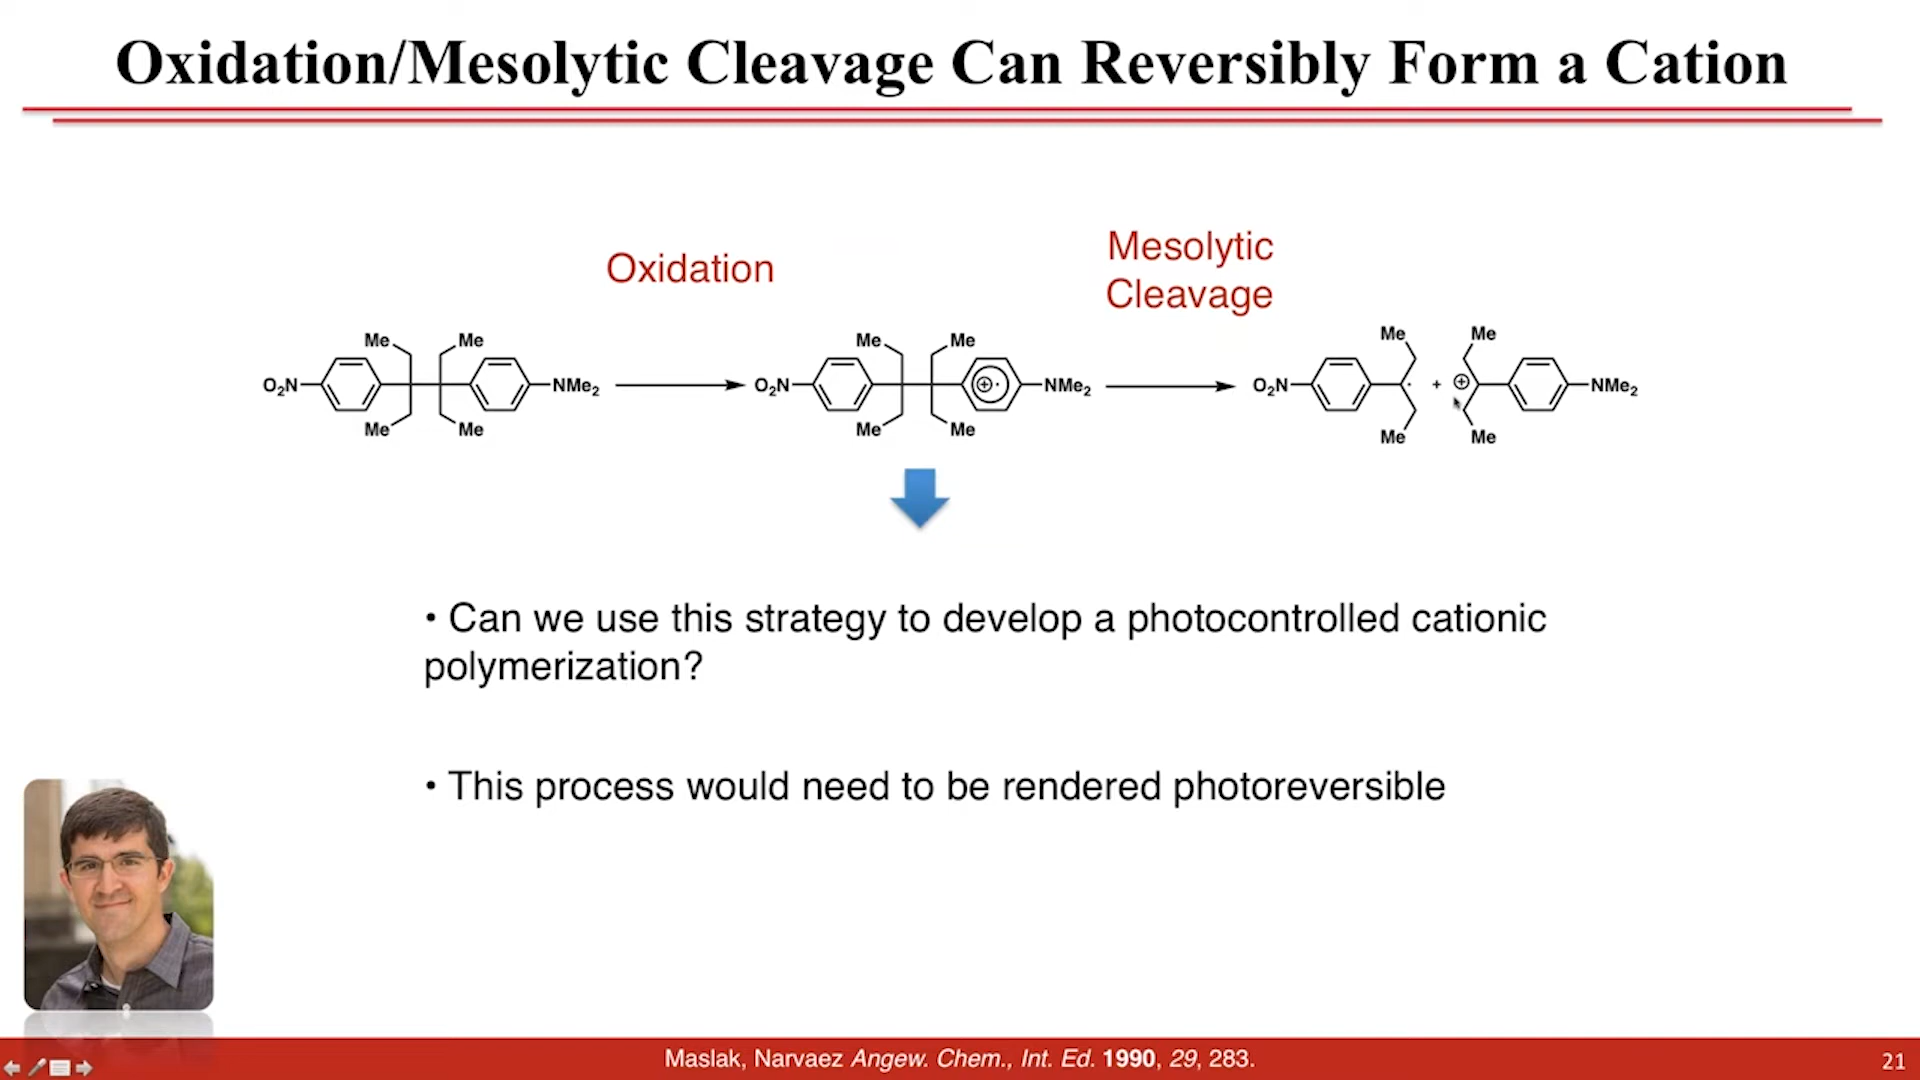 Oxidation/Mesolytic Cleavage Can Reversibly Form a Cation
Oxidation
Mesolytic
Cleavage
Me Me
O₂N NMe₂
Me Me
Me Me
O₂N ⊕· NMe₂
Me Me
Me Me
O₂N · + ⊕ NMe₂
Me Me
• Can we use this strategy to develop a photocontrolled cationic
polymerization?
• This process would need to be rendered photoreversible
Maslak, Narvaez Angew. Chem., Int. Ed. 1990, 29, 283.
21